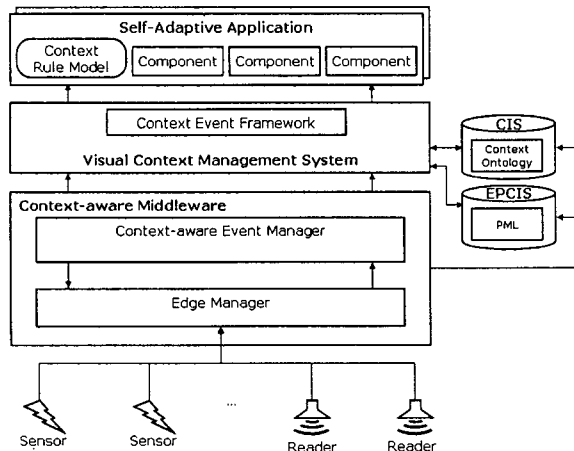 Self-Adaptive Application
Context
Rule Model
Component
Component
Component
Context Event Framework
Visual Context Management System
CIS
Context
Ontology
EPCIS
PML
Context-aware Middleware
Context-aware Event Manager
Edge Manager
...
Sensor
Sensor
Reader
Reader